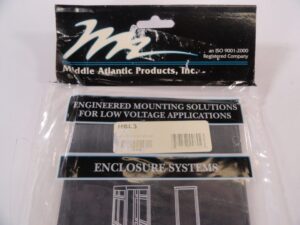 an ISO 9001-2000
Registered Company
Middle Atlantic Products, Inc.
ENGINEERED MOUNTING SOLUTIONS
FOR LOW VOLTAGE APPLICATIONS
ENCLOSURE SYSTEMS